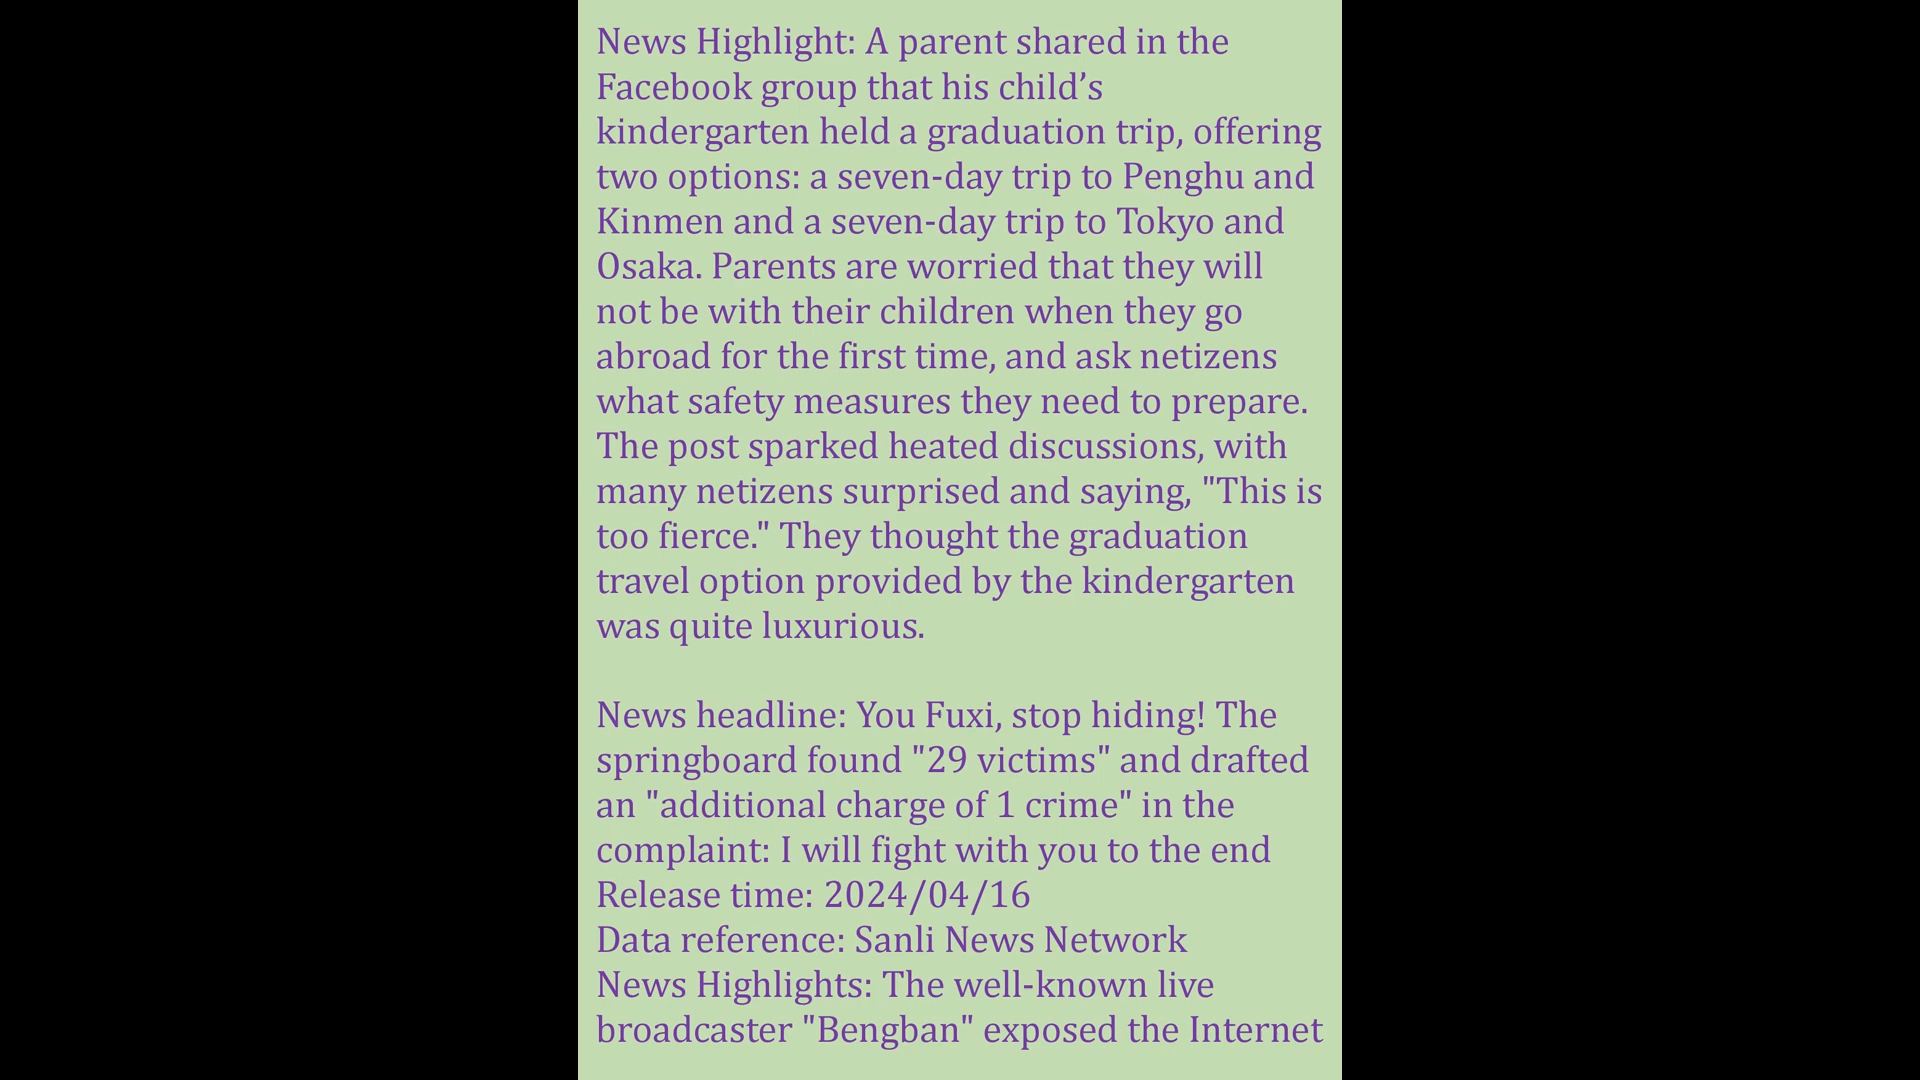 News Highlight: A parent shared in the
Facebook group that his child’s
kindergarten held a graduation trip, offering
two options: a seven-day trip to Penghu and
Kinmen and a seven-day trip to Tokyo and
Osaka. Parents are worried that they will
not be with their children when they go
abroad for the first time, and ask netizens
what safety measures they need to prepare.
The post sparked heated discussions, with
many netizens surprised and saying, "This is
too fierce." They thought the graduation
travel option provided by the kindergarten
was quite luxurious.
News headline: You Fuxi, stop hiding! The
springboard found "29 victims" and drafted
an "additional charge of 1 crime" in the
complaint: I will fight with you to the end
Release time: 2024/04/16
Data reference: Sanli News Network
News Highlights: The well-known live
broadcaster "Bengban" exposed the Internet